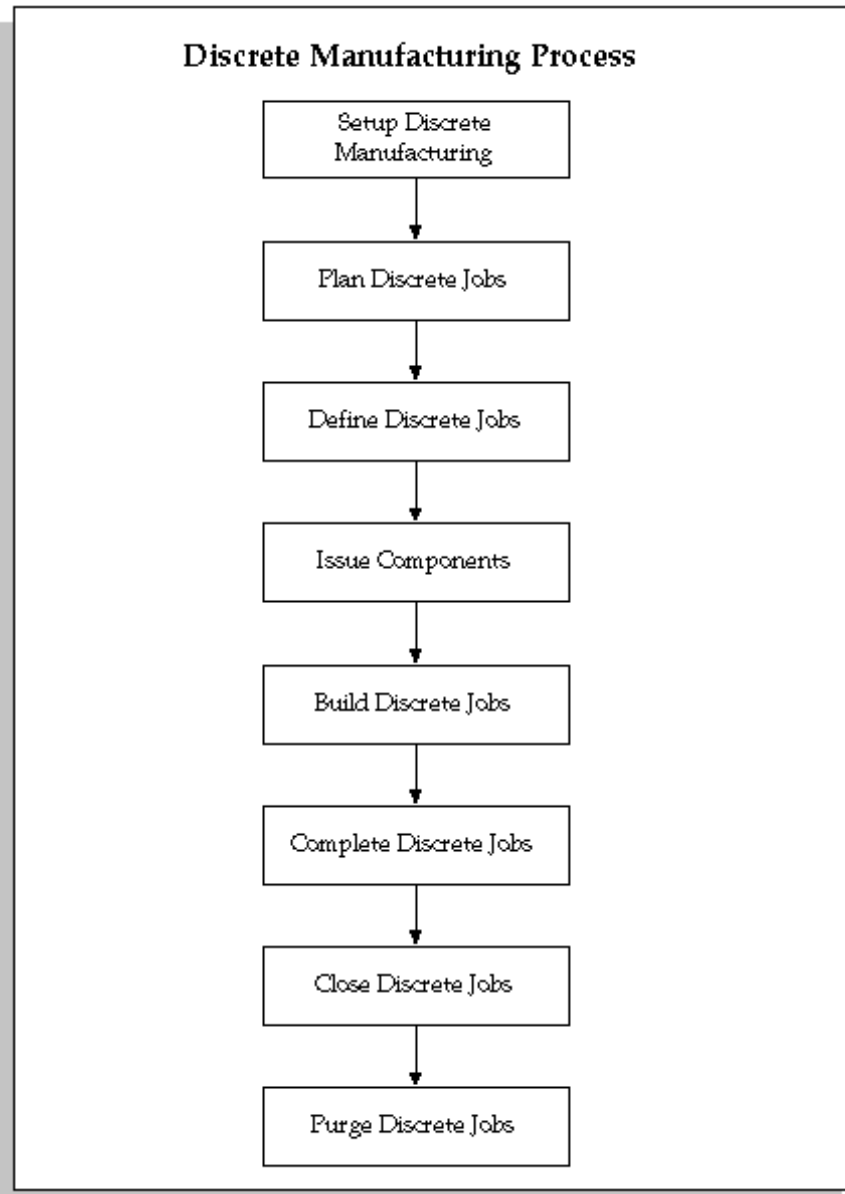 Discrete Manufacturing Process
Setup Discrete
Manufacturing
Plan Discrete Jobs
Define Discrete Jobs
Issue Components
Build Discrete Jobs
Complete Discrete Jobs
Close Discrete Jobs
Purge Discrete Jobs